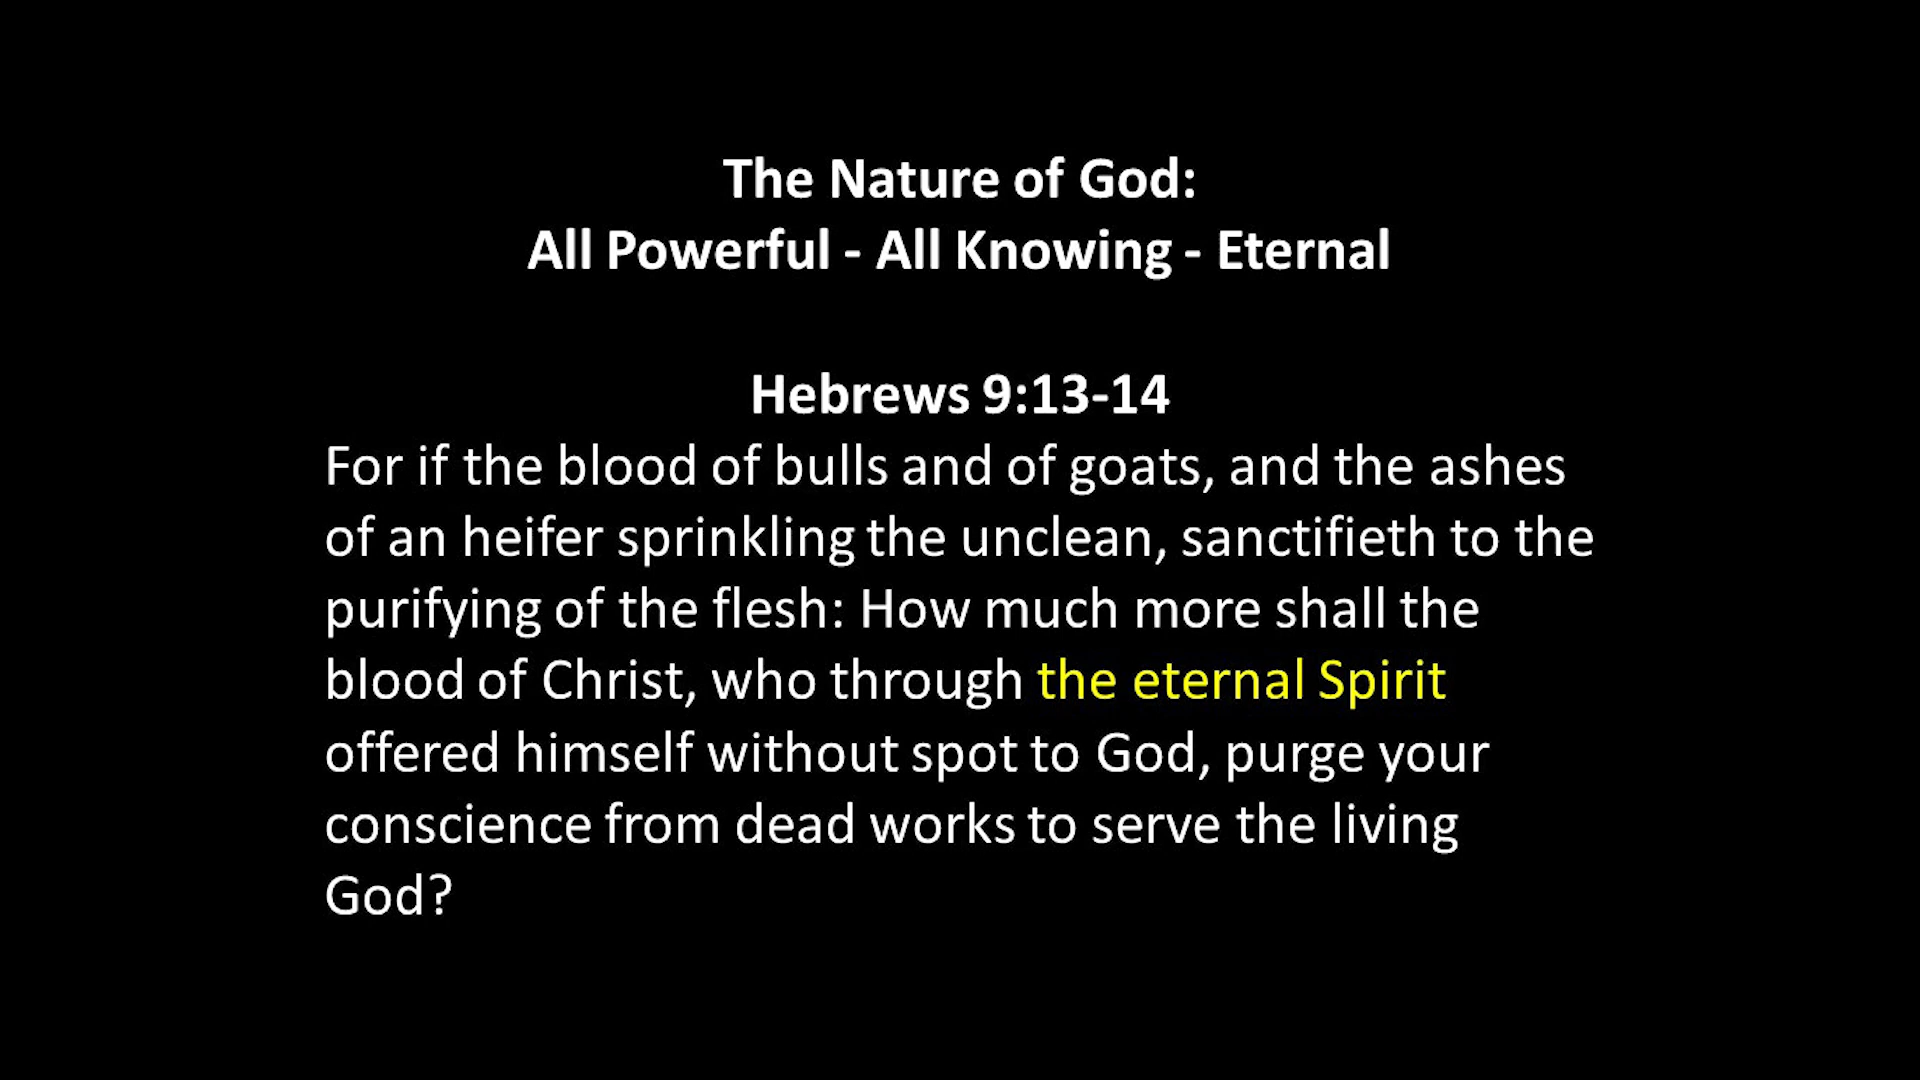 The Nature of God:
All Powerful - All Knowing - Eternal
Hebrews 9:13-14
For if the blood of bulls and of goats, and the ashes
of an heifer sprinkling the unclean, sanctifieth to the
purifying of the flesh: How much more shall the
blood of Christ, who through the eternal Spirit
offered himself without spot to God, purge your
conscience from dead works to serve the living
God?